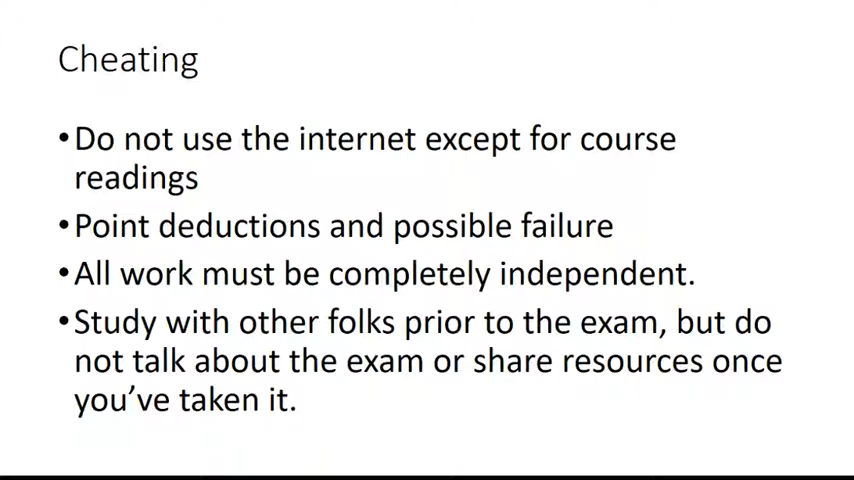 Cheating
•Do not use the internet except for course
readings
•Point deductions and possible failure
•All work must be completely independent.
•Study with other folks prior to the exam, but do
not talk about the exam or share resources once
you’ve taken it.